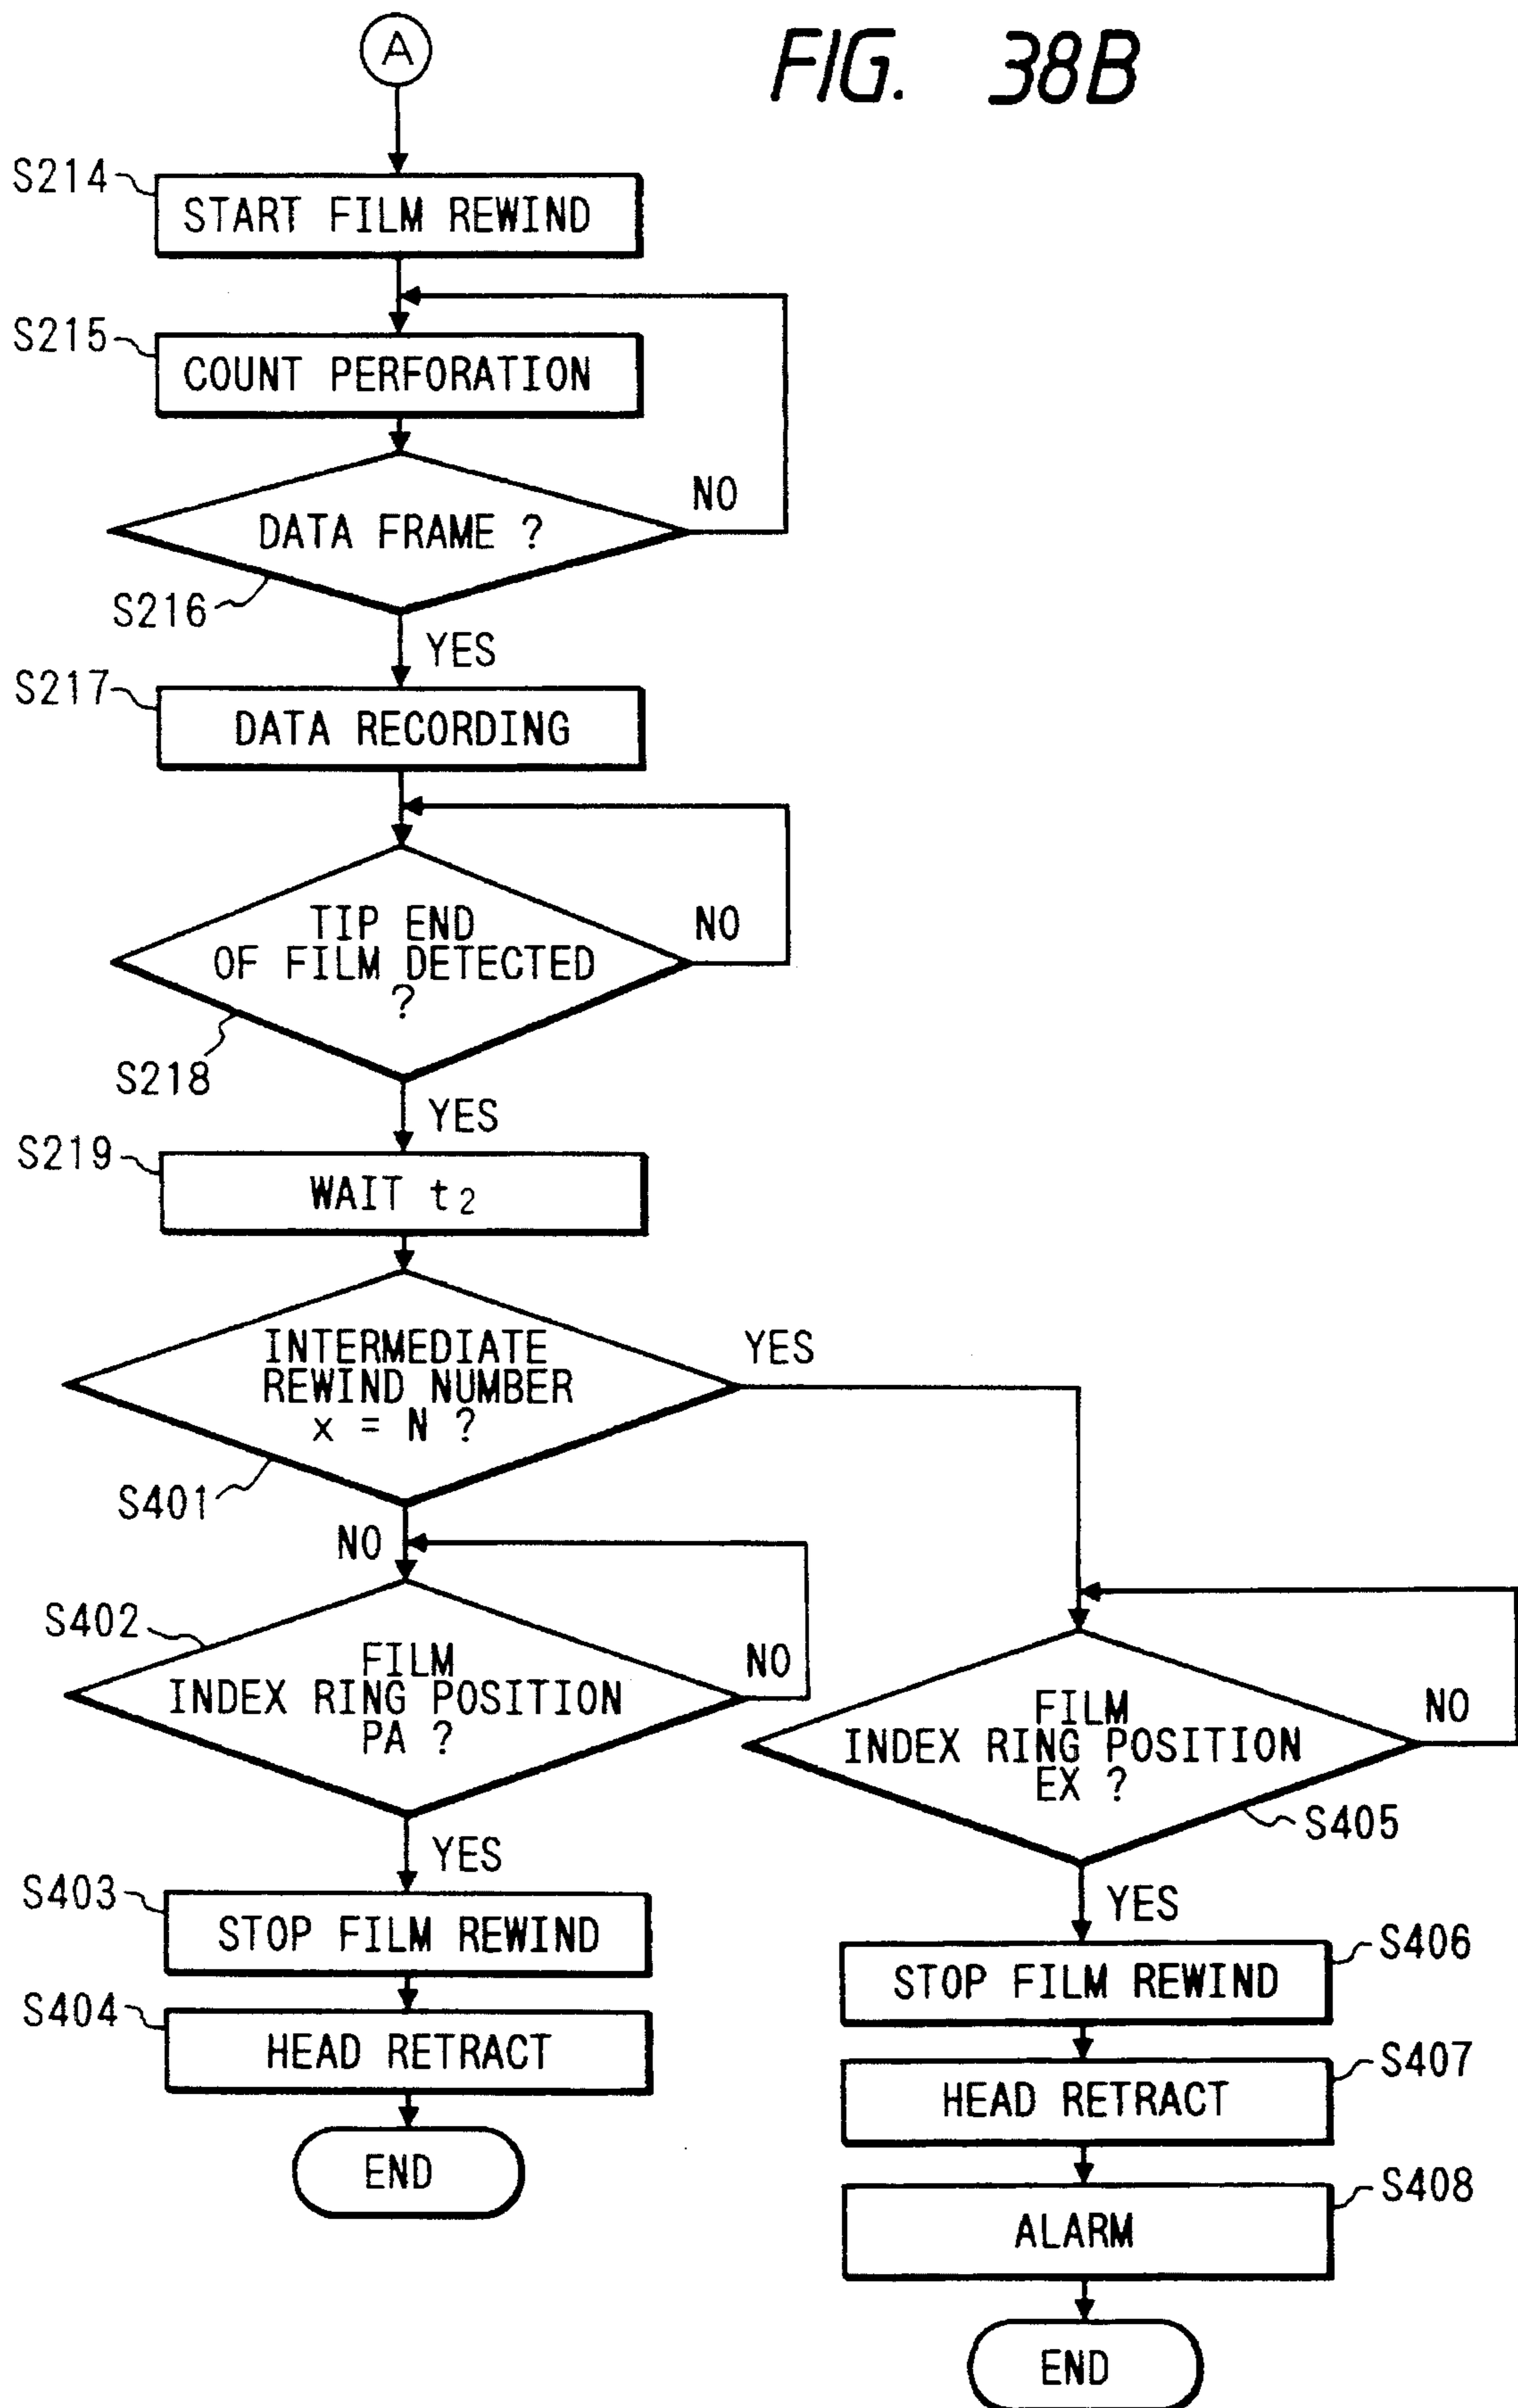 FIG. 38B
A
S214
START FILM REWIND
S215
COUNT PERFORATION
DATA FRAME ?
NO
S216
YES
S217
DATA RECORDING
TIP END
OF FILM DETECTED
?
NO
S218
YES
S219
WAIT t2
INTERMEDIATE
REWIND NUMBER
x = N ?
YES
S401
NO
S402
FILM
INDEX RING POSITION
PA ?
NO
YES
S403
STOP FILM REWIND
S404
HEAD RETRACT
END
FILM
INDEX RING POSITION
EX ?
NO
S405
YES
S406
STOP FILM REWIND
S407
HEAD RETRACT
S408
ALARM
END